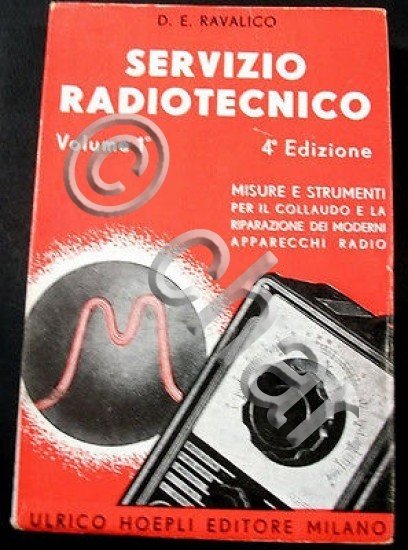 D. E. RAVALICO
SERVIZIO
RADIOTECNICO
Volume 1° 4ª Edizione
MISURE E STRUMENTI
PER IL COLLAUDO E LA
RIPARAZIONE DEI MODERNI
APPARECCHI RADIO
© char
ULRICO HOEPLI EDITORE MILANO